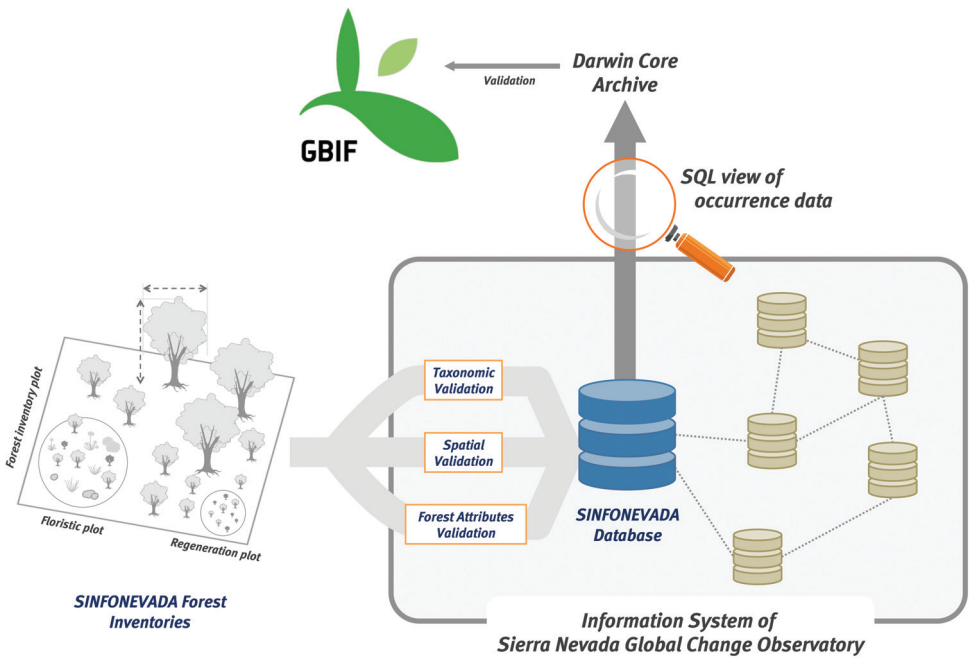 Darwin Core
Archive
Validation
GBIF
SQL view of
occurrence data
Taxonomic
Validation
Forest inventory plot
Spatial
Validation
Forest Attributes
Validation
SINFONEVADA
Database
Floristic plot
Regeneration plot
SINFONEVADA Forest
Inventories
Information System of
Sierra Nevada Global Change Observatory